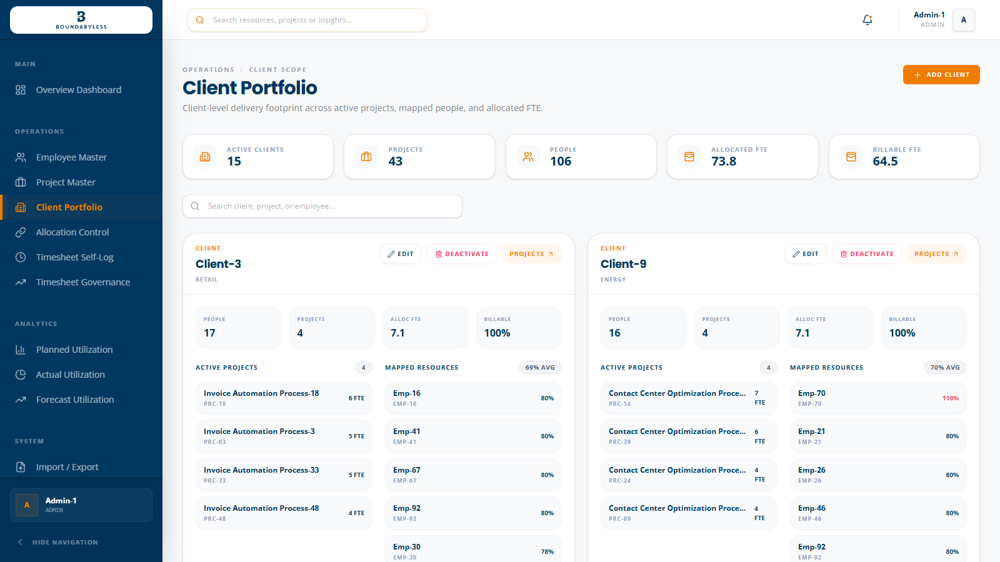 BOUNDARYLESS
MAIN
Overview Dashboard
OPERATIONS
Employee Master
Project Master
Client Portfolio
Allocation Control
Timesheet Self-Log
Timesheet Governance
ANALYTICS
Planned Utilization
Actual Utilization
Forecast Utilization
SYSTEM
Import / Export
A
Admin-1
ADMIN
HIDE NAVIGATION
Search resources, projects or insights...
Admin-1
ADMIN
A
OPERATIONS / CLIENT SCOPE
Client Portfolio
Client-level delivery footprint across active projects, mapped people, and allocated FTE.
ADD CLIENT
ACTIVE CLIENTS
15
PROJECTS
43
PEOPLE
106
ALLOCATED FTE
73.8
BILLABLE FTE
64.5
Search client, project, or employee...
CLIENT
Client-3
RETAIL
EDIT
DEACTIVATE
PROJECTS
PEOPLE
17
PROJECTS
4
ALLOC FTE
7.1
BILLABLE
100%
ACTIVE PROJECTS
4
Invoice Automation Process-18
PRC-18
6 FTE
Invoice Automation Process-3
PRC-03
5 FTE
Invoice Automation Process-33
PRC-33
5 FTE
Invoice Automation Process-48
PRC-48
4 FTE
MAPPED RESOURCES
69% AVG
Emp-16
EMP-16
80%
Emp-41
EMP-41
80%
Emp-67
EMP-67
80%
Emp-92
EMP-92
80%
Emp-30
EMP-30
78%
CLIENT
Client-9
ENERGY
EDIT
DEACTIVATE
PROJECTS
PEOPLE
16
PROJECTS
4
ALLOC FTE
7.1
BILLABLE
100%
ACTIVE PROJECTS
4
Contact Center Optimization Proce...
PRC-54
7
FTE
Contact Center Optimization Proce...
PRC-39
6
FTE
Contact Center Optimization Proce...
PRC-24
4
FTE
Contact Center Optimization Proce...
PRC-09
4
FTE
MAPPED RESOURCES
70% AVG
Emp-70
EMP-70
110%
Emp-21
EMP-21
80%
Emp-26
EMP-26
80%
Emp-46
EMP-46
80%
Emp-92
EMP-92
80%